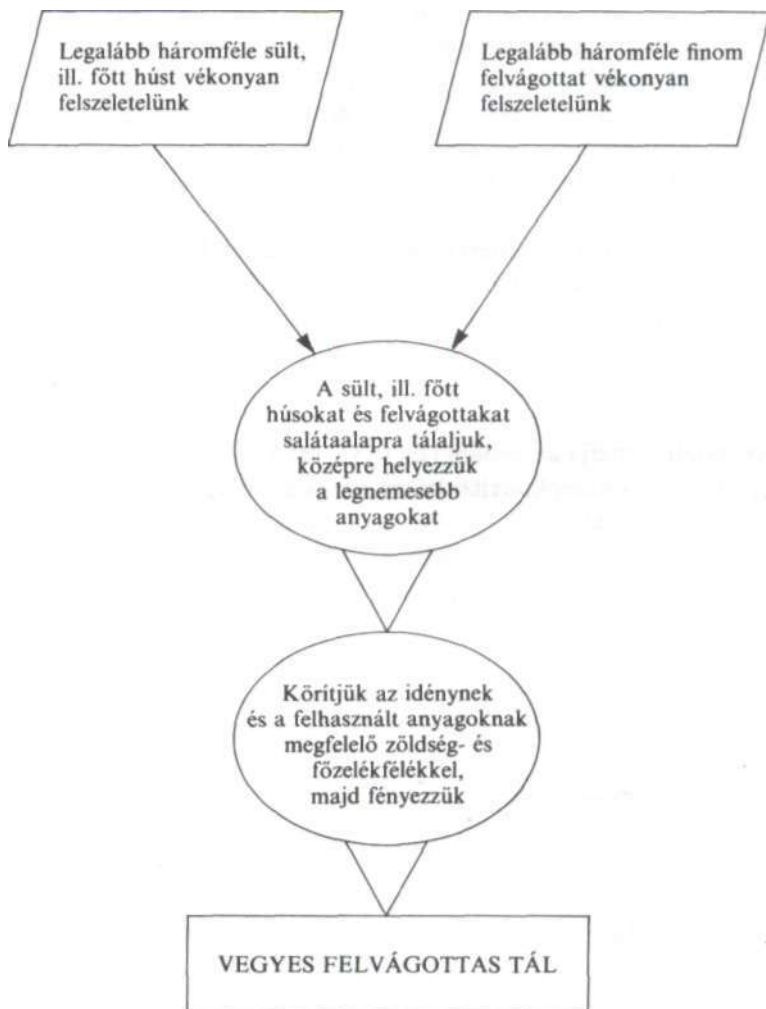 Legalább háromféle sült,
ill. főtt húst vékonyan
felszeletelünk
Legalább háromféle finom
felvágottat vékonyan
felszeletelünk
A sült, ill. főtt
húsokat és felvágottakat
salátaalapra tálaljuk,
középre helyezzük
a legnemesebb
anyagokat
Körítjük az idénynek
és a felhasznált anyagoknak
megfelelő zöldség- és
főzelékfélékkel,
majd fényezzük
VEGYES FELVÁGOTTAS TÁL